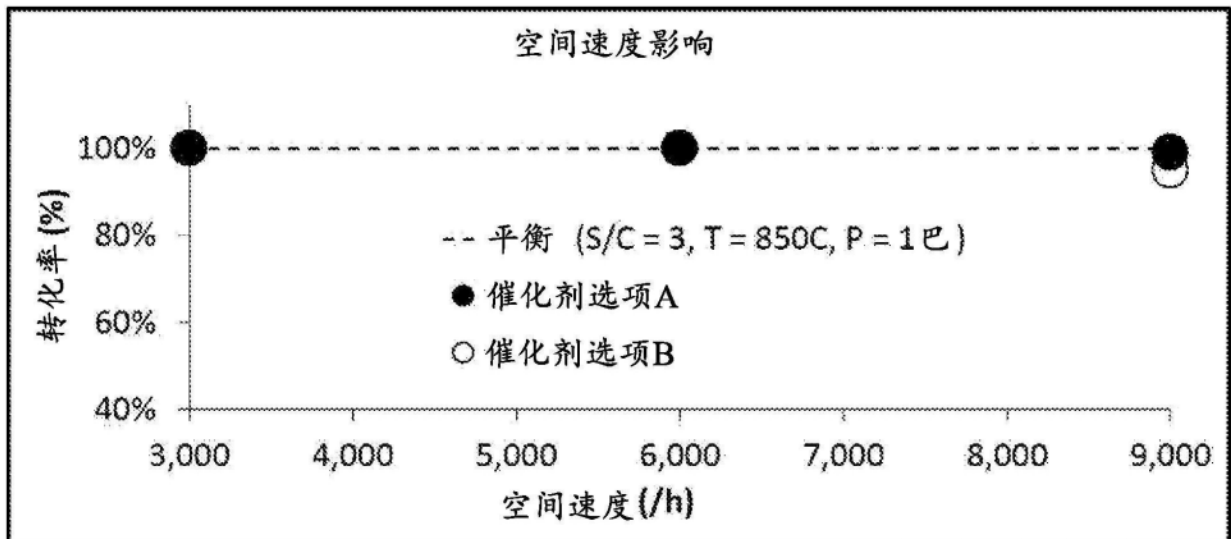 空间速度影响
100%
80%
60%
40%
转化率 (%)
平衡 (S/C = 3, T = 850C, P = 1巴)
催化剂选项A
催化剂选项B
3,000 4,000 5,000 6,000 7,000 8,000 9,000
空间速度(/h)